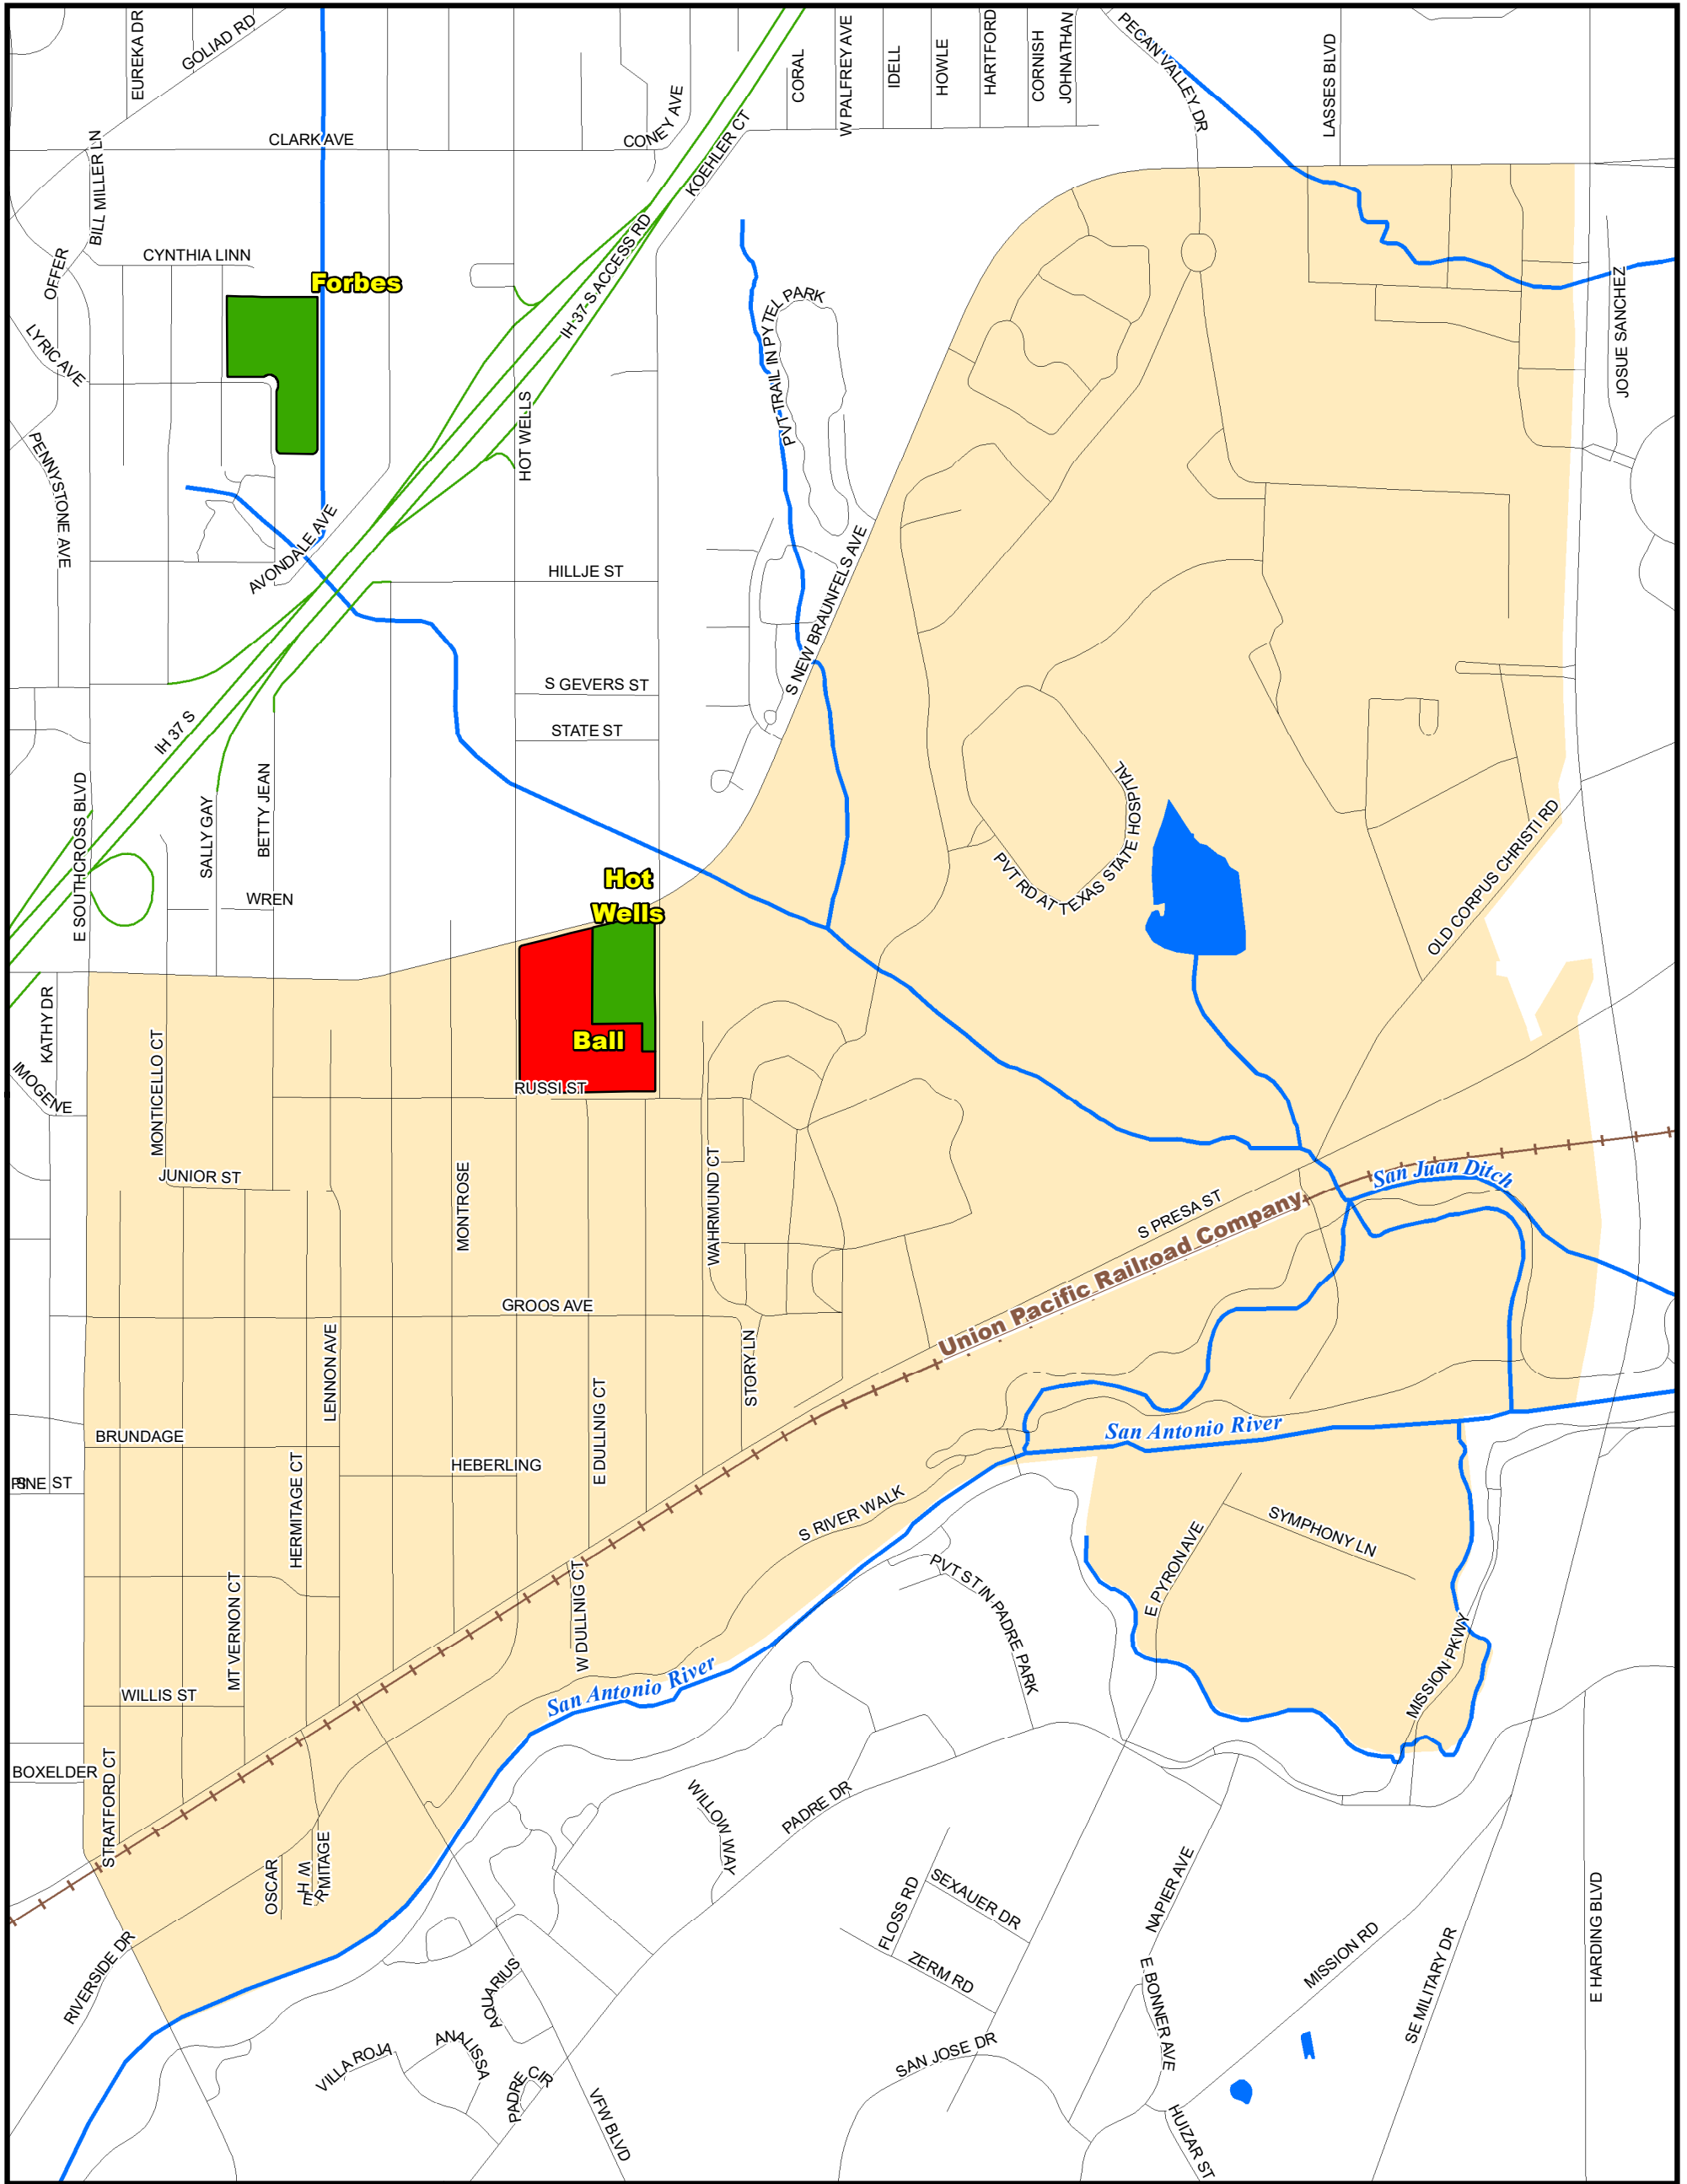 EUREKA DR
GOLIAD RD
CORAL
W PALFREY AVE
IDELL
HOWLE
HARTFORD
CORNISH
JOHNATHAN
PECAN VALLEY DR
LASSES BLVD
CLARK AVE
CONEY AVE
KOEHLER CT
BILL MILLER LN
OFFER
CYNTHIA LINN
Forbes
IH 37 S ACCESS RD
PVT TRAIL IN PYTEL PARK
JOSUE SANCHEZ
LYRIC AVE
HOT WELLS
PENNYSTONE AVE
AVONDALE AVE
HILLJE ST
S NEW BRAUNFELS AVE
S GEVERS ST
STATE ST
IH 37 S
E SOUTHCROSS BLVD
SALLY GAY
BETTY JEAN
WREN
PVT RD AT TEXAS STATE HOSPITAL
OLD CORPUS CHRISTI RD
Hot
Wells
Ball
RUSSI ST
KATHY DR
IMOGENE
MONTICELLO CT
JUNIOR ST
MONTROSE
WAHRMUND CT
S PRESA ST
Union Pacific Railroad Company
San Juan Ditch
GROOS AVE
LENNON AVE
STORY LN
E DULLNIG CT
BRUNDAGE
HEBERLING
PINE ST
HERMITAGE CT
San Antonio River
S RIVER WALK
SYMPHONY LN
E PYRON AVE
PVT ST IN PADRE PARK
MT VERNON CT
W DULLNIG CT
WILLIS ST
San Antonio River
MISSION PKWY
BOXELDER
STRATFORD CT
WILLOW WAY
PADRE DR
OSCAR
W HERMITAGE
FLOSS RD
SEXAUER DR
ZERM RD
NAPIER AVE
E BONNER AVE
MISSION RD
SE MILITARY DR
E HARDING BLVD
RIVERSIDE DR
AQUARIUS
ANALISSA
VILLA ROJA
PADRE CIR
VFW BLVD
SAN JOSE DR
HUIZAR ST